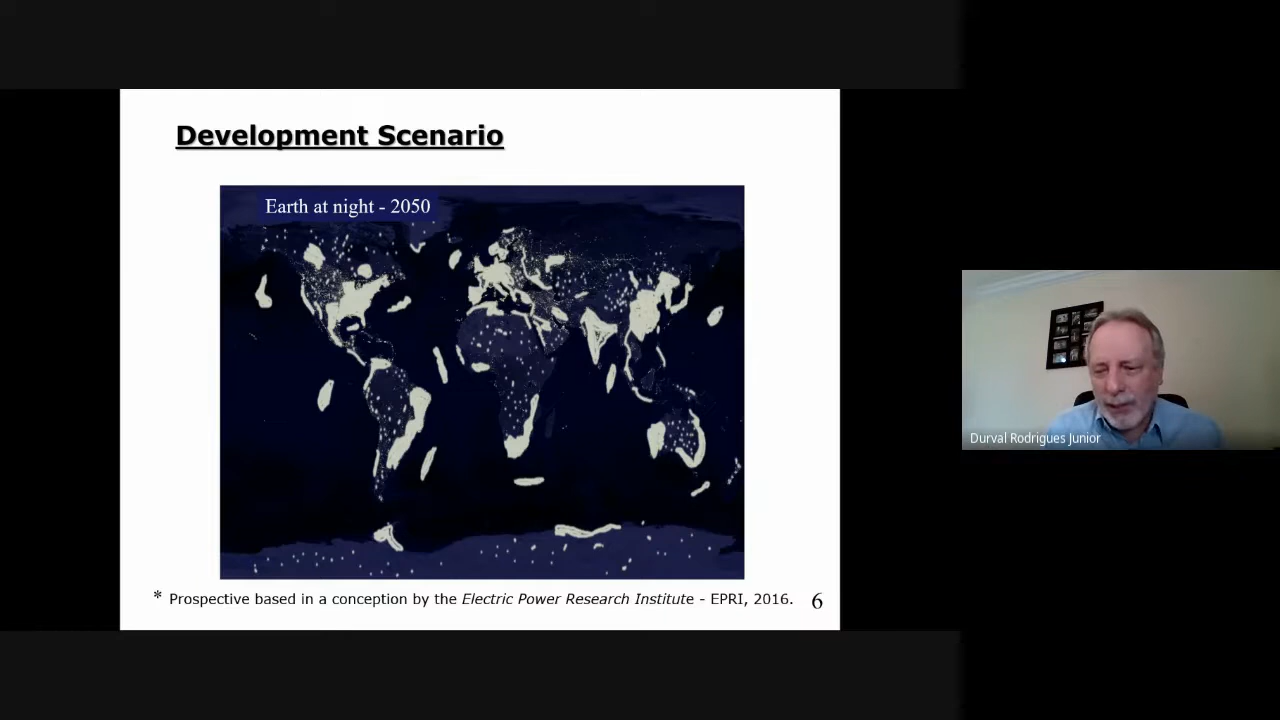 Development Scenario
Earth at night - 2050
* Prospective based in a conception by the Electric Power Research Institute - EPRI, 2016.
6
Durval Rodrigues Junior